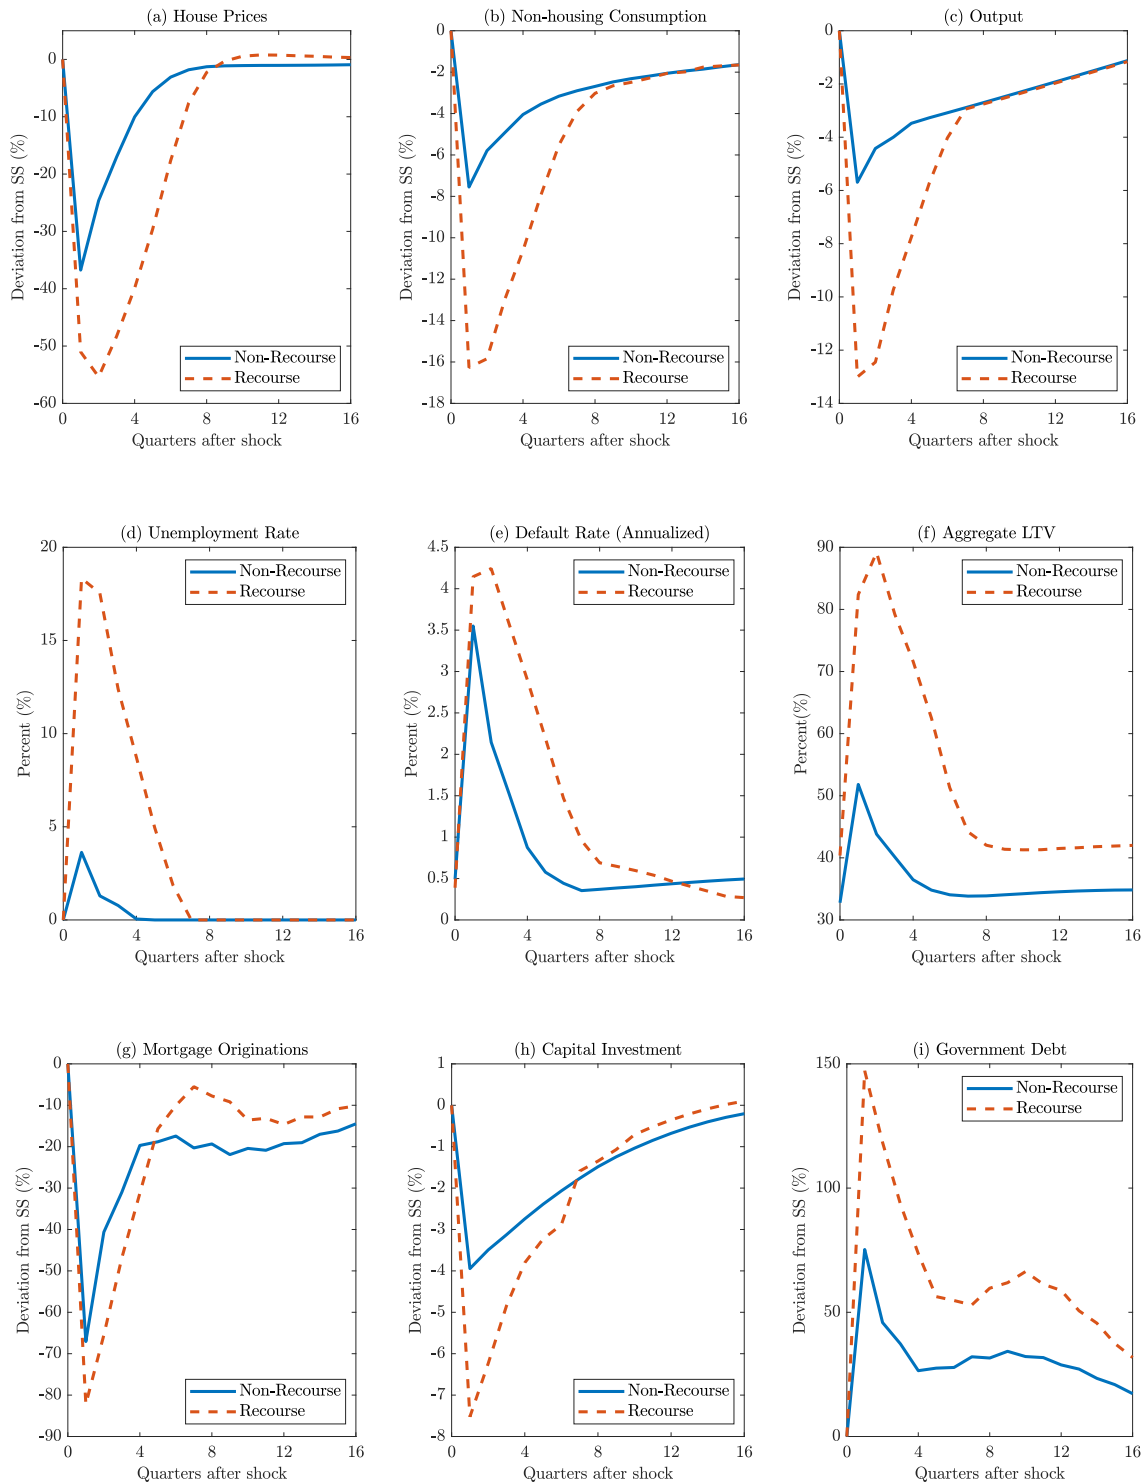 (a) House Prices
0
-10
-20
-30
-40
-50
-60
Deviation from SS (%)
Non-Recourse
Recourse
0 4 8 12 16
Quarters after shock
(b) Non-housing Consumption
0
-2
-4
-6
-8
-10
-12
-14
-16
-18
Deviation from SS (%)
Non-Recourse
Recourse
0 4 8 12 16
Quarters after shock
(c) Output
0
-2
-4
-6
-8
-10
-12
-14
Deviation from SS (%)
Non-Recourse
Recourse
0 4 8 12 16
Quarters after shock
(d) Unemployment Rate
20
15
10
5
0
Percent (%)
Non-Recourse
Recourse
0 4 8 12 16
Quarters after shock
(e) Default Rate (Annualized)
4.5
4
3.5
3
2.5
2
1.5
1
0.5
0
Percent (%)
Non-Recourse
Recourse
0 4 8 12 16
Quarters after shock
(f) Aggregate LTV
90
80
70
60
50
40
30
Percent(%)
Non-Recourse
Recourse
0 4 8 12 16
Quarters after shock
(g) Mortgage Originations
0
-10
-20
-30
-40
-50
-60
-70
-80
-90
Deviation from SS (%)
Non-Recourse
Recourse
0 4 8 12 16
Quarters after shock
(h) Capital Investment
1
0
-1
-2
-3
-4
-5
-6
-7
-8
Deviation from SS (%)
Non-Recourse
Recourse
0 4 8 12 16
Quarters after shock
(i) Government Debt
150
100
50
0
Deviation from SS (%)
Non-Recourse
Recourse
0 4 8 12 16
Quarters after shock